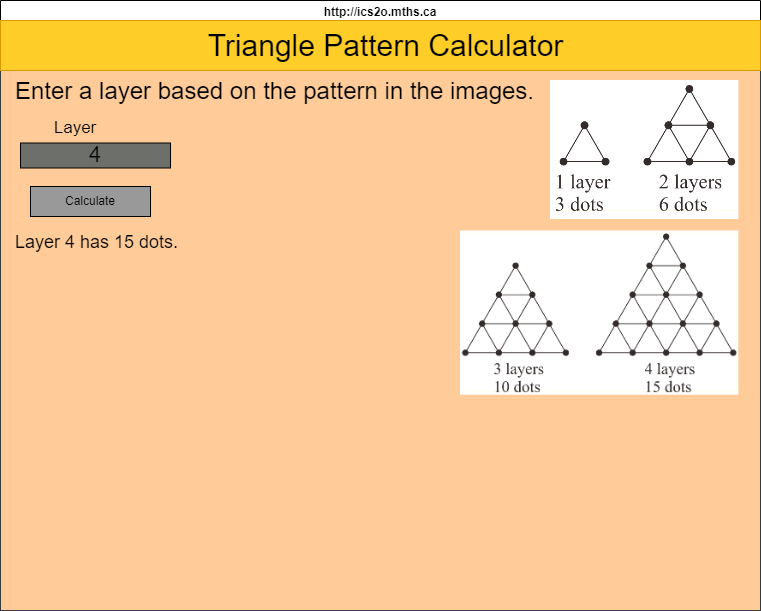 http://ics2o.mths.ca
Triangle Pattern Calculator
Enter a layer based on the pattern in the images.
Layer
4
Calculate
Layer 4 has 15 dots.
1 layer
3 dots
2 layers
6 dots
3 layers
10 dots
4 layers
15 dots